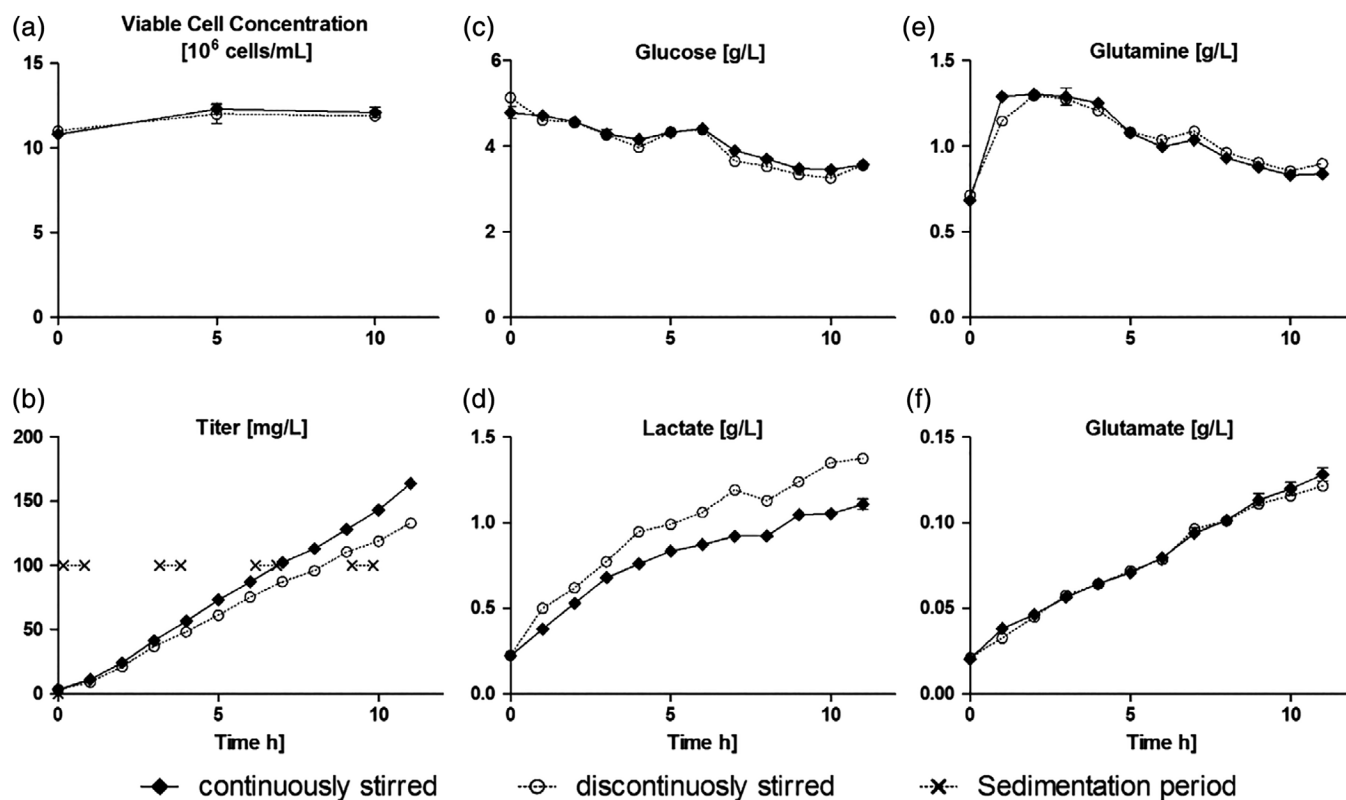 (a)
Viable Cell Concentration
[10⁶ cells/mL]
15
10
5
0
0 5 10
(c)
Glucose [g/L]
6
4
2
0
0 5 10
(e)
Glutamine [g/L]
1.5
1.0
0.5
0.0
0 5 10
(b)
Titer [mg/L]
200
150
100
50
0
0 5 10
Time h]
(d)
Lactate [g/L]
1.5
1.0
0.5
0.0
0 5 10
Time h]
(f)
Glutamate [g/L]
0.15
0.10
0.05
0.00
0 5 10
Time h]
continuously stirred discontinuosly stirred Sedimentation period